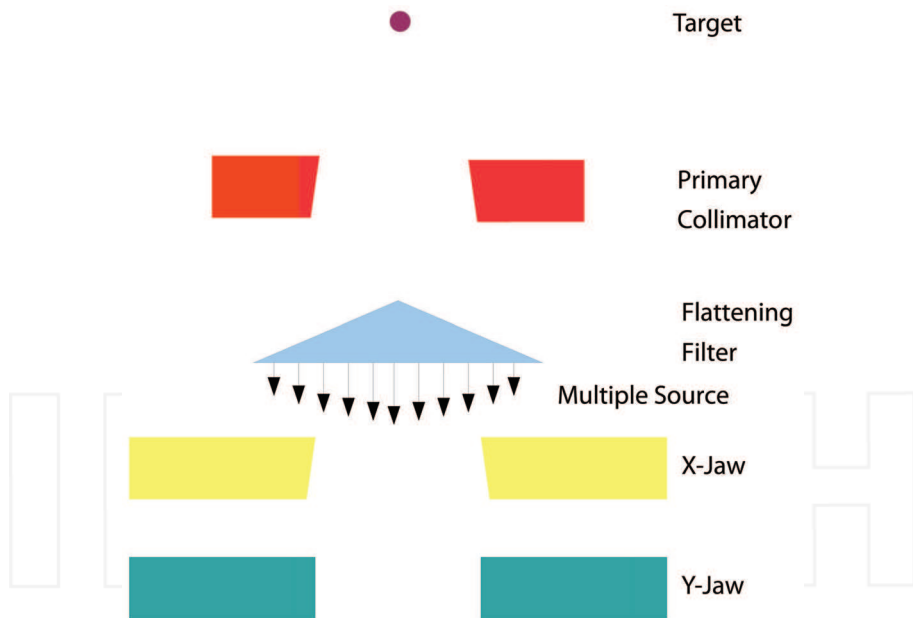 Target
Primary
Collimator
Flattening
Filter
Multiple Source
X-Jaw
Y-Jaw